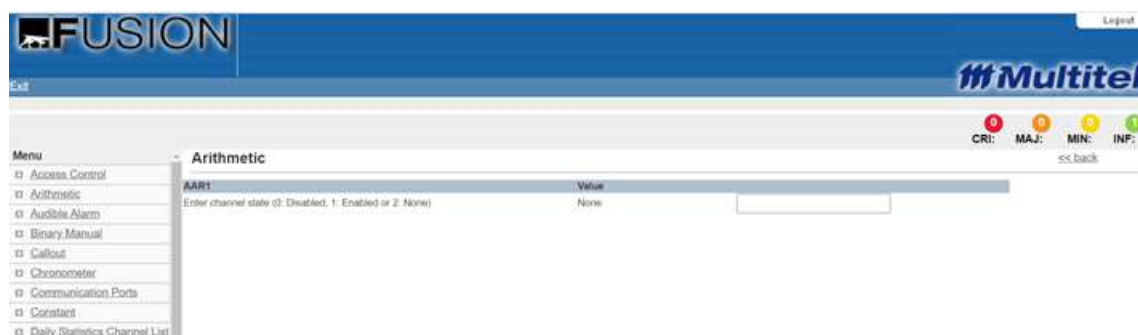 FUSION
Logout
Multitel
Exit
0 0 0 1
CRI: MAJ: MIN: INF:
Menu
Arithmetic
<< back
Access Control
Arithmetic
Audible Alarm
Binary Manual
Callout
Chronometer
Communication Ports
Constant
Daily Statistics Channel List
AAR1 Value
Enter channel state (0: Disabled, 1: Enabled or 2: None) None